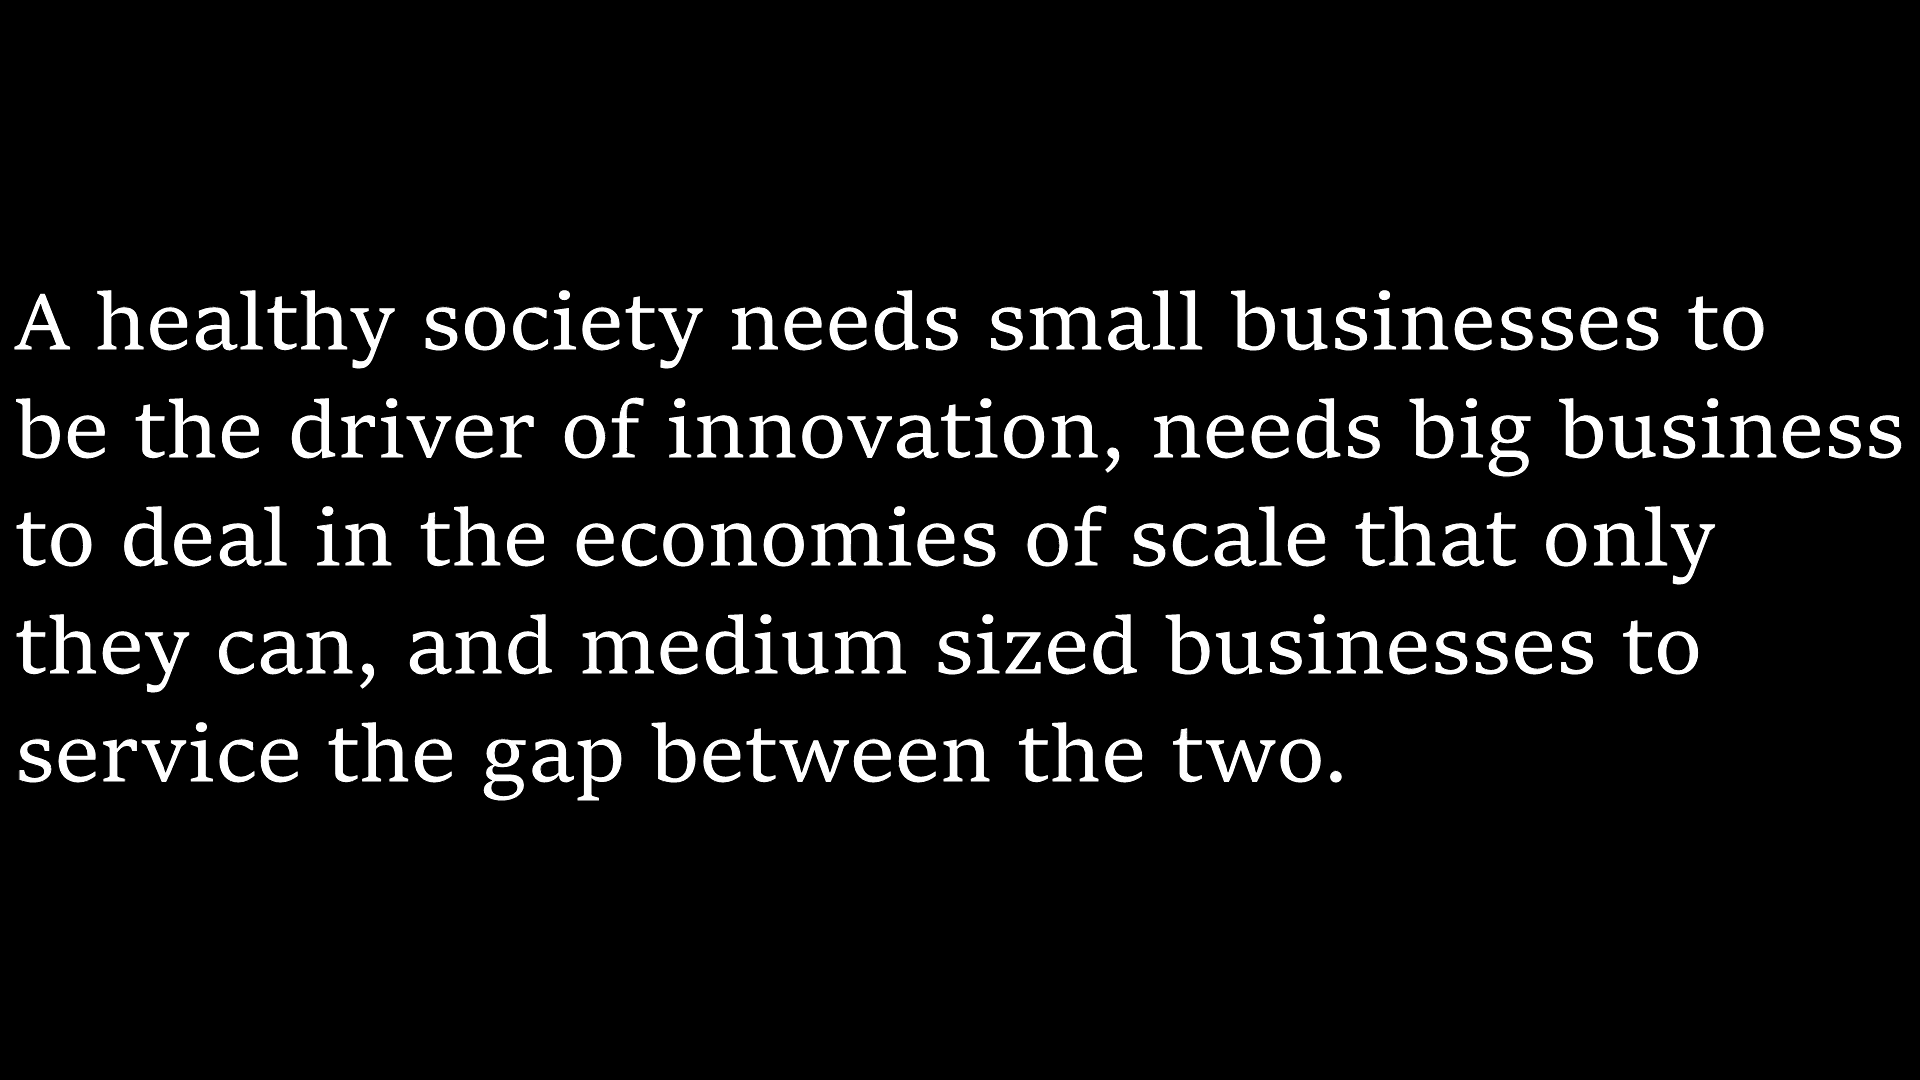 A healthy society needs small businesses to
be the driver of innovation, needs big business
to deal in the economies of scale that only
they can, and medium sized businesses to
service the gap between the two.